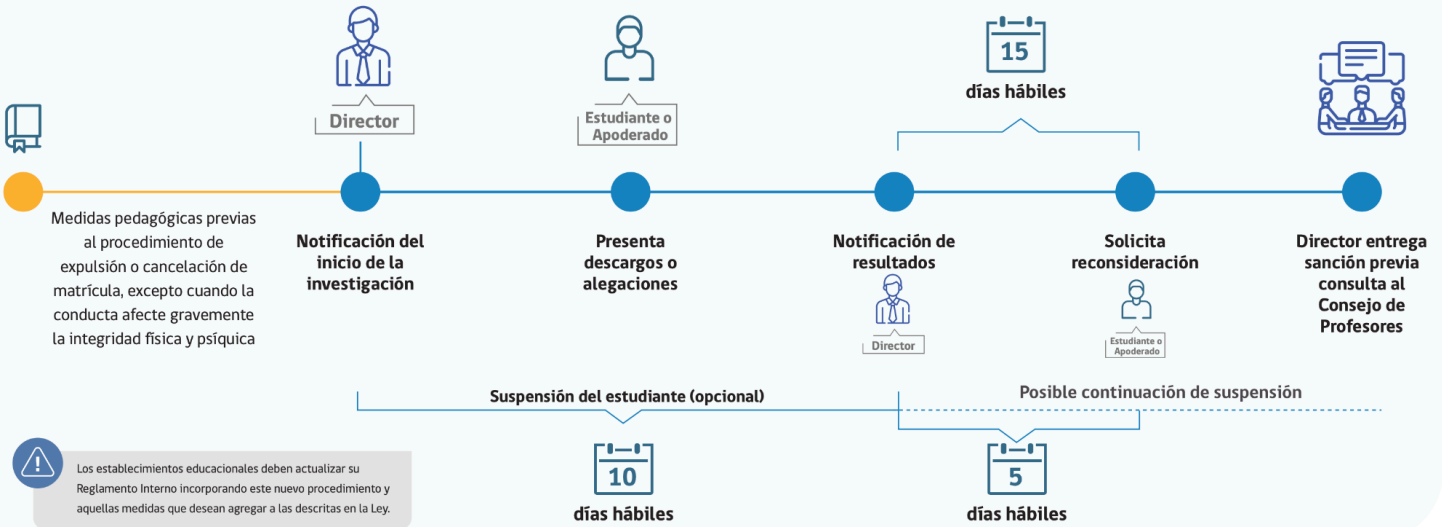 15
días hábiles
Director
Estudiante o
Apoderado
Medidas pedagógicas previas
al procedimiento de
expulsión o cancelación de
matrícula, excepto cuando la
conducta afecte gravemente
la integridad física y psíquica
Notificación del
inicio de la
investigación
Presenta
descargos o
alegaciones
Notificación de
resultados
Director
Solicita
reconsideración
Estudiante o
Apoderado
Director entrega
sanción previa
consulta al
Consejo de
Profesores
Suspensión del estudiante (opcional)
Posible continuación de suspensión
10
días hábiles
5
días hábiles
Los establecimientos educacionales deben actualizar su
Reglamento Interno incorporando este nuevo procedimiento y
aquellas medidas que desean agregar a las descritas en la Ley.